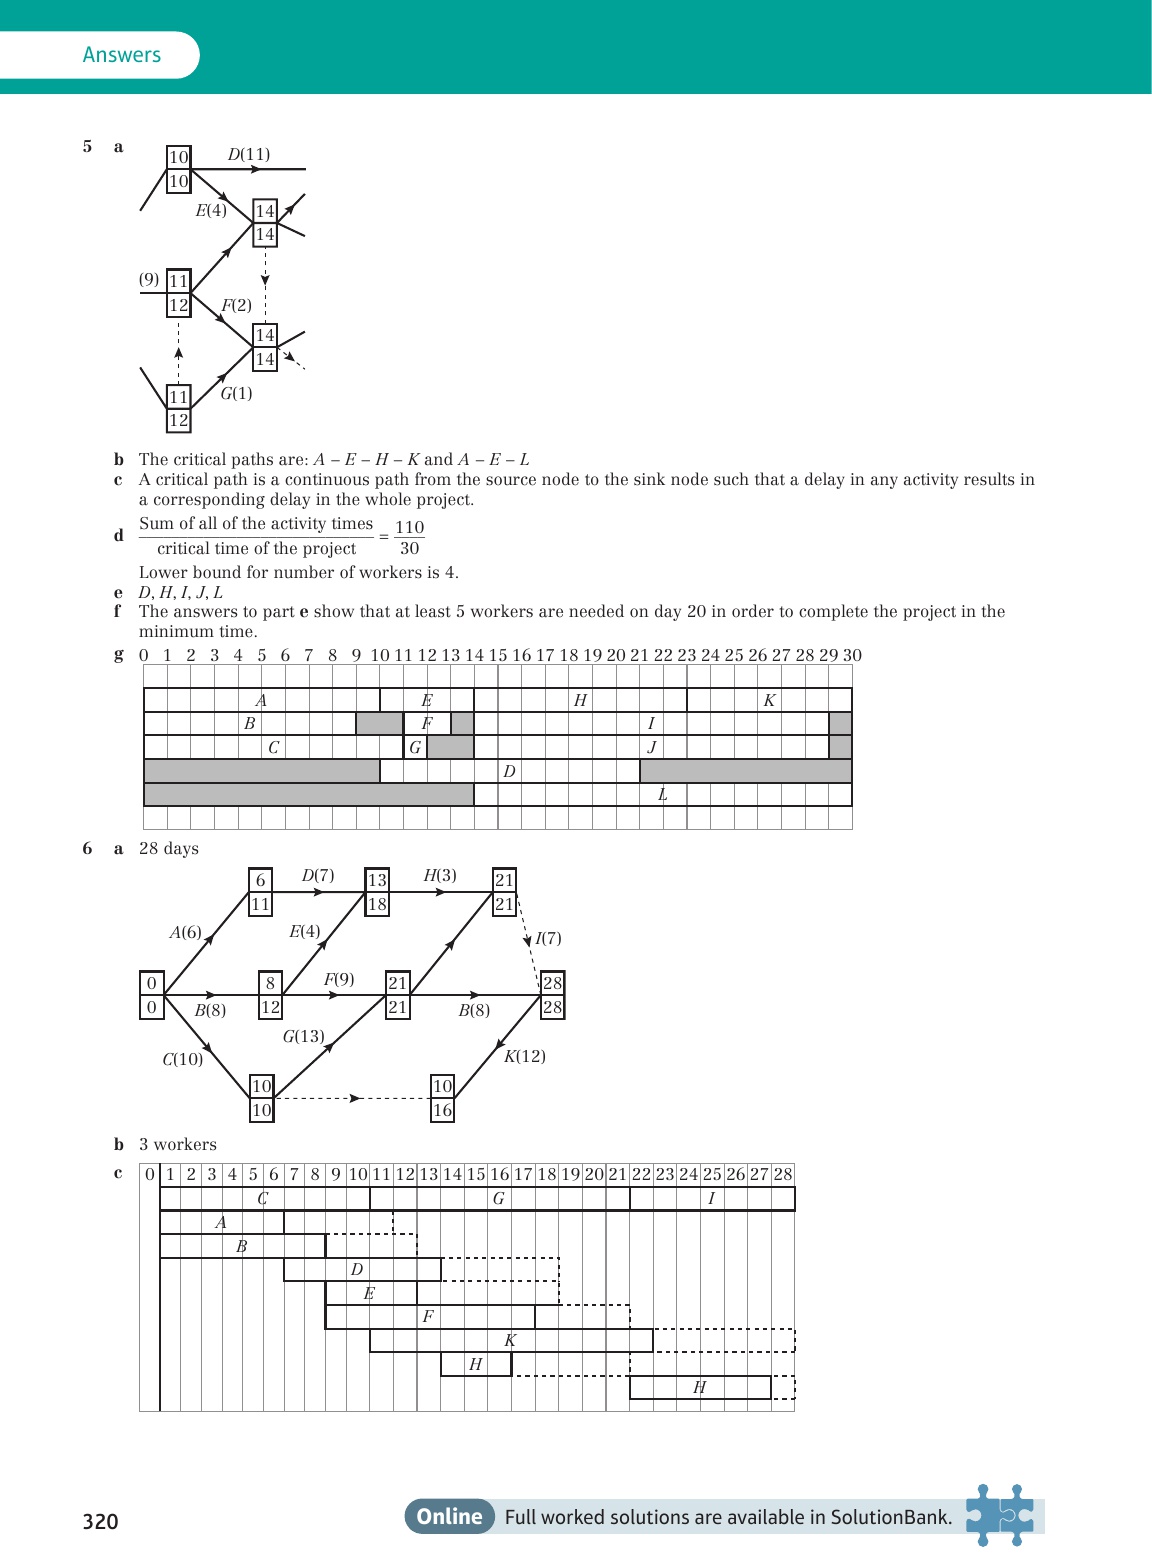 Answers
5 a
10
10
D(11)
E(4)
14
14
(9)
11
12
F(2)
14
14
11
12
G(1)
b The critical paths are: A – E – H – K and A – E – L
c A critical path is a continuous path from the source node to the sink node such that a delay in any activity results in
a corresponding delay in the whole project.
d Sum of all of the activity times / critical time of the project = 110 / 30
Lower bound for number of workers is 4.
e D, H, I, J, L
f The answers to part e show that at least 5 workers are needed on day 20 in order to complete the project in the
minimum time.
g 0 1 2 3 4 5 6 7 8 9 10 11 12 13 14 15 16 17 18 19 20 21 22 23 24 25 26 27 28 29 30
A E H K
B F I
C G J
D
L
6 a 28 days
6
11
D(7)
13
18
H(3)
21
21
A(6)
E(4)
I(7)
0
0
B(8)
8
12
F(9)
21
21
B(8)
28
28
G(13)
C(10)
K(12)
10
10
10
16
b 3 workers
c 0 1 2 3 4 5 6 7 8 9 10 11 12 13 14 15 16 17 18 19 20 21 22 23 24 25 26 27 28
C G I
A
B
D
E
F
K
H
H
320
Online Full worked solutions are available in SolutionBank.